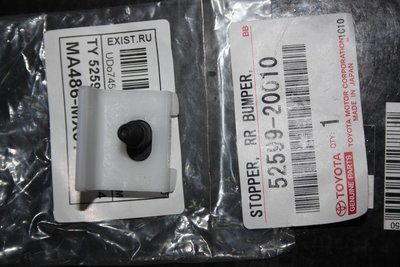 EXIST.RU
TY 5259
STOPPER, RR BUMPER,
52599-20010
BB
QTY: 1
TOYOTA
GENUINE PARTS
TOYOTA MOTOR CORPORATION
MADE IN JAPAN